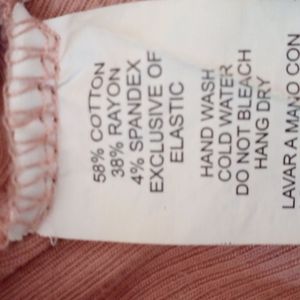 58% COTTON
38% RAYON
4% SPANDEX
EXCLUSIVE OF
ELASTIC
HAND WASH
COLD WATER
DO NOT BLEACH
HANG DRY
LAVAR A MANO CON